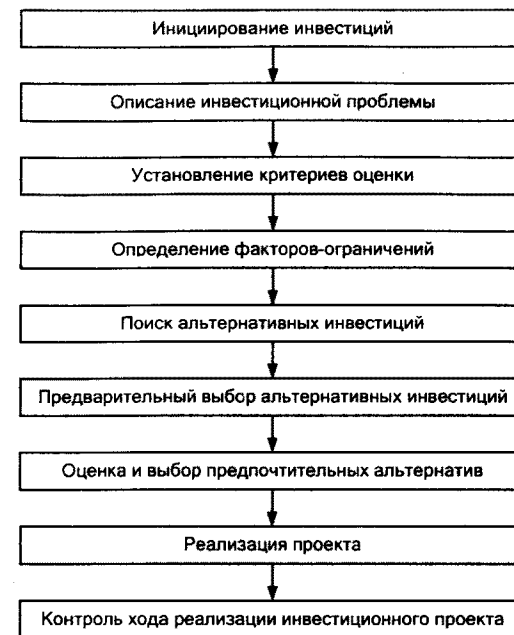 Инициирование инвестиций
Описание инвестиционной проблемы
Установление критериев оценки
Определение факторов-ограничений
Поиск альтернативных инвестиций
Предварительный выбор альтернативных инвестиций
Оценка и выбор предпочтительных альтернатив
Реализация проекта
Контроль хода реализации инвестиционного проекта